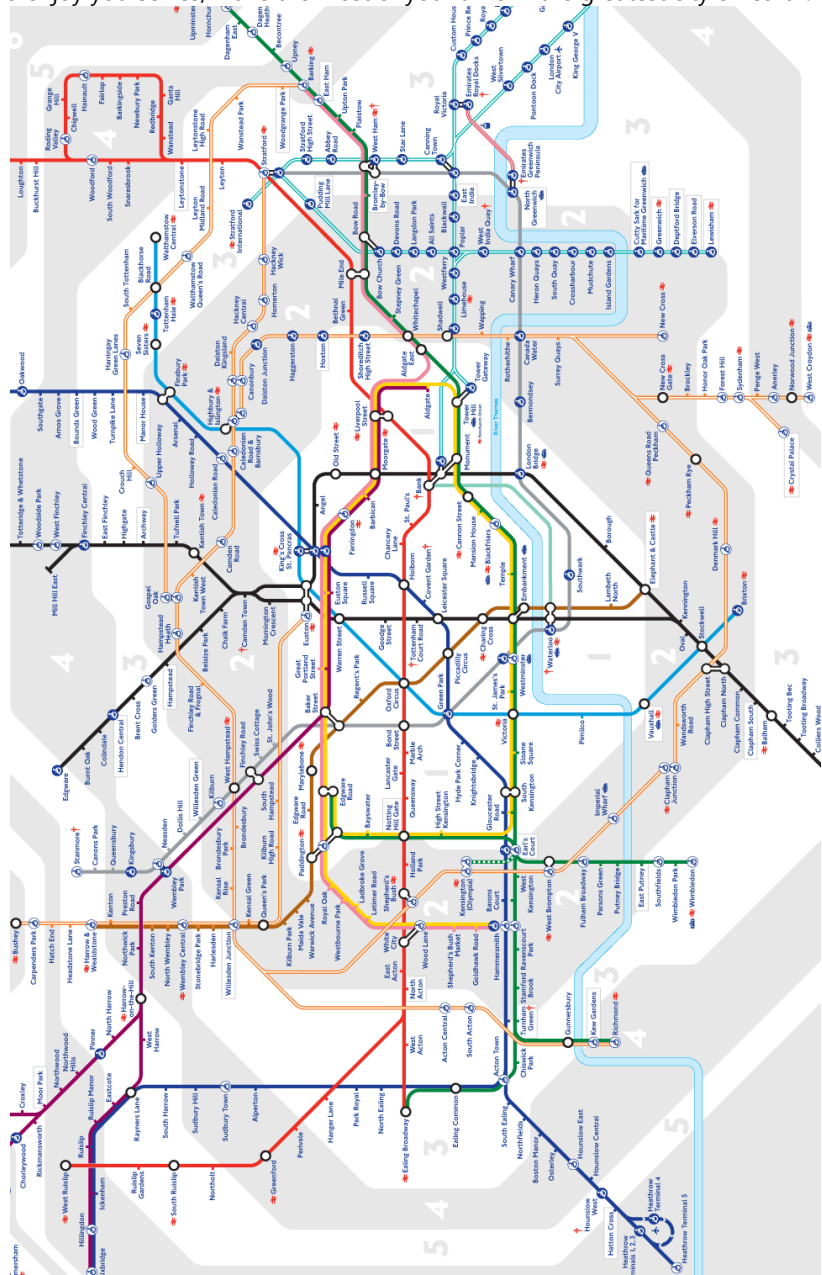 Loughton
Buckhurst Hill
Roding
Valley
Grange
Hill
Chigwell
Hainault
Fairlop
Barkingside
Newbury Park
Gants
Hill
Redbridge
Wanstead
Woodford
South Woodford
Snaresbrook
Leytonstone
Leyton
Leytonstone
High Road
Leyton
Midland Road
Wanstead Park
Woodgrange Park
Upminster
Hornchurch
Dagenham
East
Becontree
Upney
Barking
East Ham
Upton Park
Plaistow
West Ham
Bromley-
by-Bow
Bow Road
Mile End
Stratford
Stratford
High Street
Abbey
Road
Star Lane
Canning
Town
Stratford
International
Pudding
Mill Lane
Bow Church
Devons Road
Langdon Park
All Saints
Poplar
Blackwall
East
India
Westferry
Limehouse
Shadwell
Custom House
Royal
Victoria
Emirates
Royal Docks
West
Silvertown
Pontoon Dock
London
City Airport
King George V
Emirates
Greenwich
Peninsula
North
Greenwich
West
India Quay
Canary Wharf
Heron Quays
South Quay
Crossharbour
Mudchute
Island Gardens
Cutty Sark for
Maritime Greenwich
Greenwich
Deptford Bridge
Elverson Road
Lewisham
Walthamstow
Central
Blackhorse
Road
Walthamstow
Queen's Road
South Tottenham
Tottenham
Hale
Seven
Sisters
Harringay
Green Lanes
Hackney
Wick
Homerton
Hackney
Central
Dalston
Kingsland
Dalston Junction
Canonbury
Highbury &
Islington
Haggerston
Hoxton
Shoreditch
High Street
Bethnal
Green
Stepney Green
Whitechapel
Aldgate
East
Aldgate
Tower
Gateway
Tower
Hill
Fenchurch Street
Wapping
Rotherhithe
Canada
Water
Surrey Quays
Bermondsey
River Thames
New Cross
New Cross
Gate
Brockley
Honor Oak Park
Forest Hill
Sydenham
Penge West
Anerley
Norwood Junction
West Croydon
Crystal Palace
Oakwood
Southgate
Arnos Grove
Bounds Green
Wood Green
Turnpike Lane
Manor House
Finsbury
Park
Arsenal
Holloway Road
Caledonian Road
Caledonian
Road &
Barnsbury
Crouch
Hill
Upper Holloway
Liverpool
Street
Moorgate
Old Street
Angel
Barbican
Farringdon
St. Paul's
Bank
Monument
London
Bridge
Cannon Street
Mansion House
Blackfriars
Temple
Chancery
Lane
Holborn
Covent Garden
Leicester Square
Russell
Square
King's Cross
St. Pancras
Euston
Euston
Square
Southwark
Borough
Elephant & Castle
Queens Road
Peckham
Peckham Rye
Denmark Hill
Lambeth
North
Kennington
Totteridge & Whetstone
Woodside Park
West Finchley
Finchley Central
Mill Hill East
East Finchley
Highgate
Archway
Tufnell Park
Kentish Town
Camden
Road
Gospel
Oak
Kentish
Town West
Hampstead
Heath
Camden Town
Mornington
Crescent
Chalk Farm
Belsize Park
Hampstead
Golders Green
Brent Cross
Hendon Central
Colindale
Burnt Oak
Edgware
Finchley Road
& Frognal
Great
Portland
Street
Warren Street
Goodge
Street
Tottenham
Court Road
Regent's Park
Baker
Street
Oxford
Circus
Piccadilly
Circus
Charing
Cross
Embankment
Waterloo
Westminster
St. James's
Park
Victoria
Green Park
Hyde Park Corner
Knightsbridge
Bond
Street
Marble
Arch
Lancaster
Gate
Queensway
Notting
Hill Gate
High Street
Kensington
Bayswater
Gloucester
Road
Sloane
Square
South
Kensington
Pimlico
Vauxhall
Oval
Stockwell
Brixton
Clapham High Street
Clapham North
Clapham Common
Clapham South
Balham
Tooting Bec
Tooting Broadway
Colliers Wood
Wandsworth
Road
Clapham
Junction
Imperial
Wharf
St. John's Wood
Swiss Cottage
Finchley Road
West Hampstead
South
Hampstead
Kilburn
Willesden Green
Dollis Hill
Neasden
Brondesbury
Brondesbury
Park
Kilburn
High Road
Marylebone
Edgware
Road
Edgware
Road
Paddington
Stanmore
Canons Park
Queensbury
Kingsbury
Wembley
Park
Preston
Road
Kensal
Rise
Kensal Green
Queen's Park
Kilburn Park
Maida Vale
Warwick Avenue
Royal Oak
Westbourne Park
Ladbroke Grove
Latimer Road
Holland
Park
Shepherd's
Bush
White
City
Wood Lane
Shepherd's Bush
Market
Goldhawk Road
Hammersmith
Barons
Court
West
Kensington
Kensington
(Olympia)
Earl's
Court
West Brompton
Fulham Broadway
Parsons Green
Putney Bridge
East Putney
Southfields
Wimbledon Park
Wimbledon
Bushey
Carpenders Park
Hatch End
Headstone Lane
Harrow &
Wealdstone
Kenton
Northwick
Park
South Kenton
North Wembley
Wembley Central
Stonebridge Park
Harlesden
Willesden Junction
East
Acton
North
Acton
West
Acton
Acton Central
South Acton
Ravenscourt
Park
Stamford
Brook
Turnham
Green
Chiswick
Park
Gunnersbury
Kew Gardens
Richmond
Harrow-
on-the-Hill
North Harrow
West
Harrow
Pinner
Northwood
Hills
Northwood
Moor Park
Croxley
Rickmansworth
Chorleywood
Rayners Lane
Eastcote
Ruislip Manor
Ruislip
Ickenham
Hillingdon
South Harrow
Sudbury Hill
Sudbury Town
Alperton
Park Royal
North Ealing
Ealing Broadway
Ealing Common
Acton Town
South Ealing
Northfields
Boston Manor
Osterley
Hounslow East
Hounslow Central
Hounslow
West
Hatton Cross
Heathrow
Terminal 4
Heathrow
Terminals 1, 2, 3
Heathrow Terminal 5
West Ruislip
Ruislip
Gardens
South Ruislip
Northolt
Greenford
Perivale
Hanger Lane
1
1
2
2
2
2
2
2
3
3
3
3
3
4
4
4
4
4
5
5
5